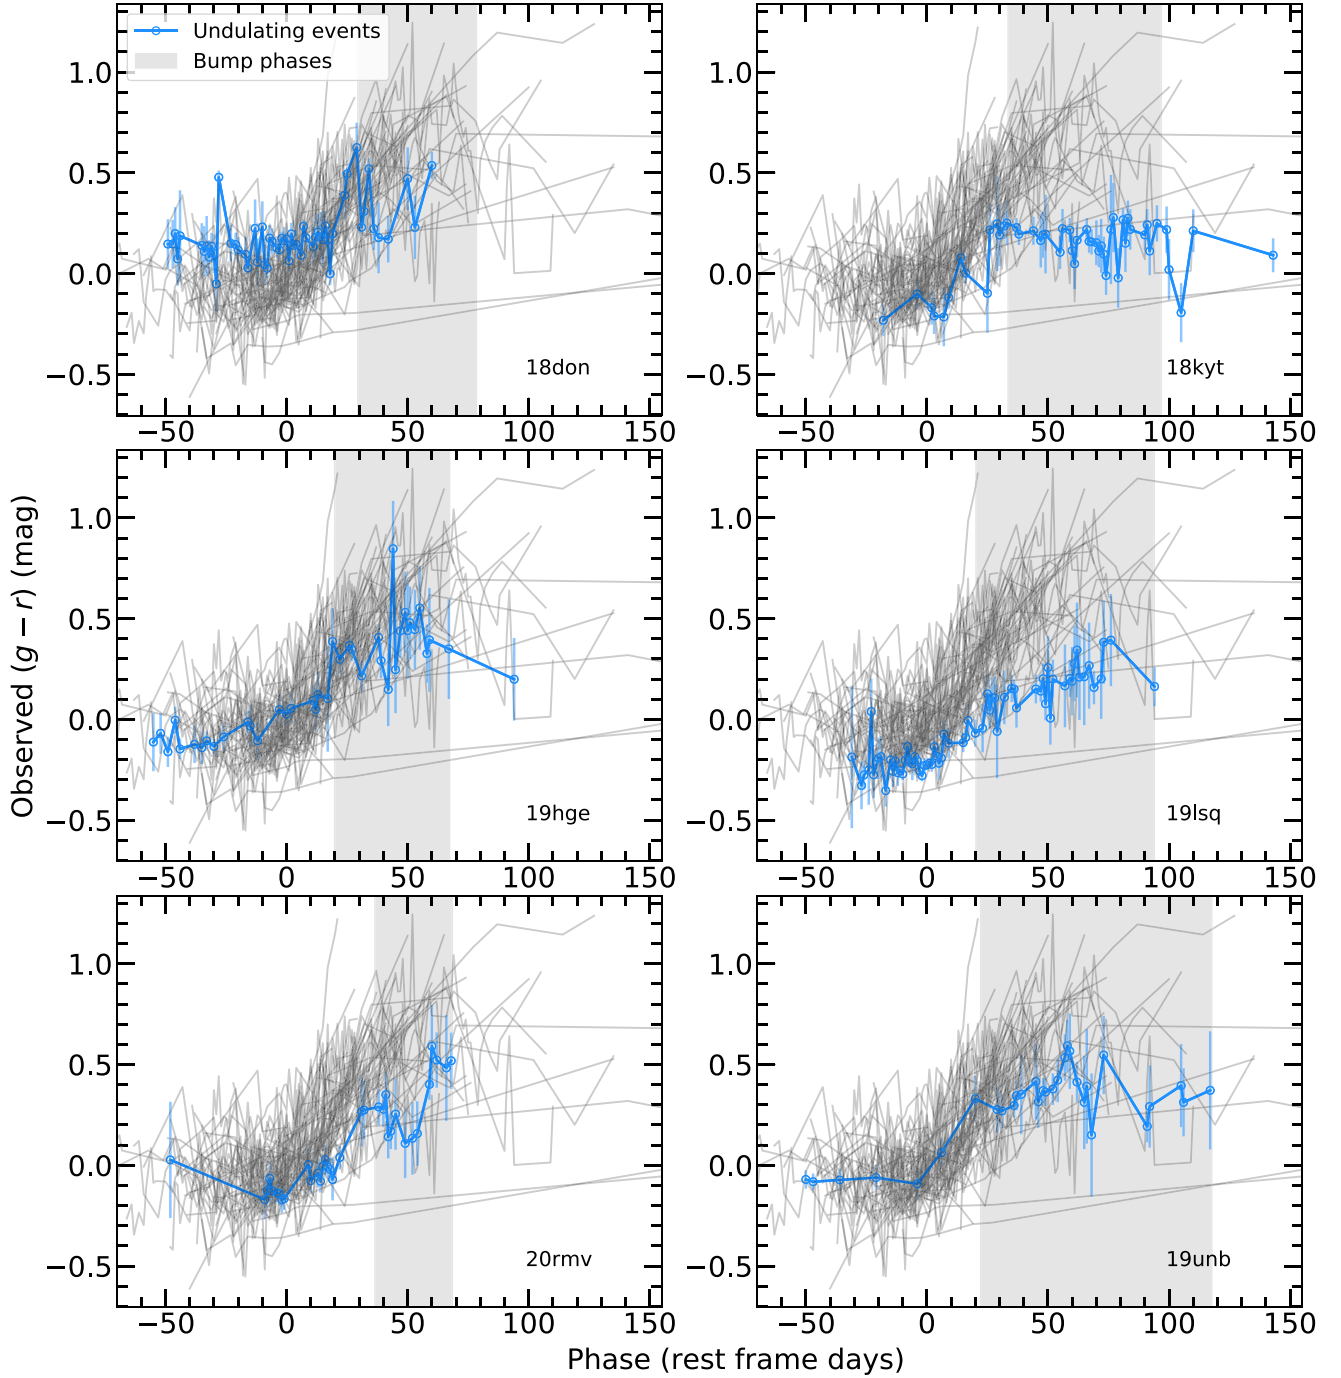 Undulating events
Bump phases
1.0
0.5
0.0
−0.5
18don
−50 0 50 100 150
1.0
0.5
0.0
−0.5
18kyt
−50 0 50 100 150
Observed (g − r) (mag)
1.0
0.5
0.0
−0.5
19hge
−50 0 50 100 150
1.0
0.5
0.0
−0.5
19lsq
−50 0 50 100 150
1.0
0.5
0.0
−0.5
20rmv
−50 0 50 100 150
1.0
0.5
0.0
−0.5
19unb
−50 0 50 100 150
Phase (rest frame days)